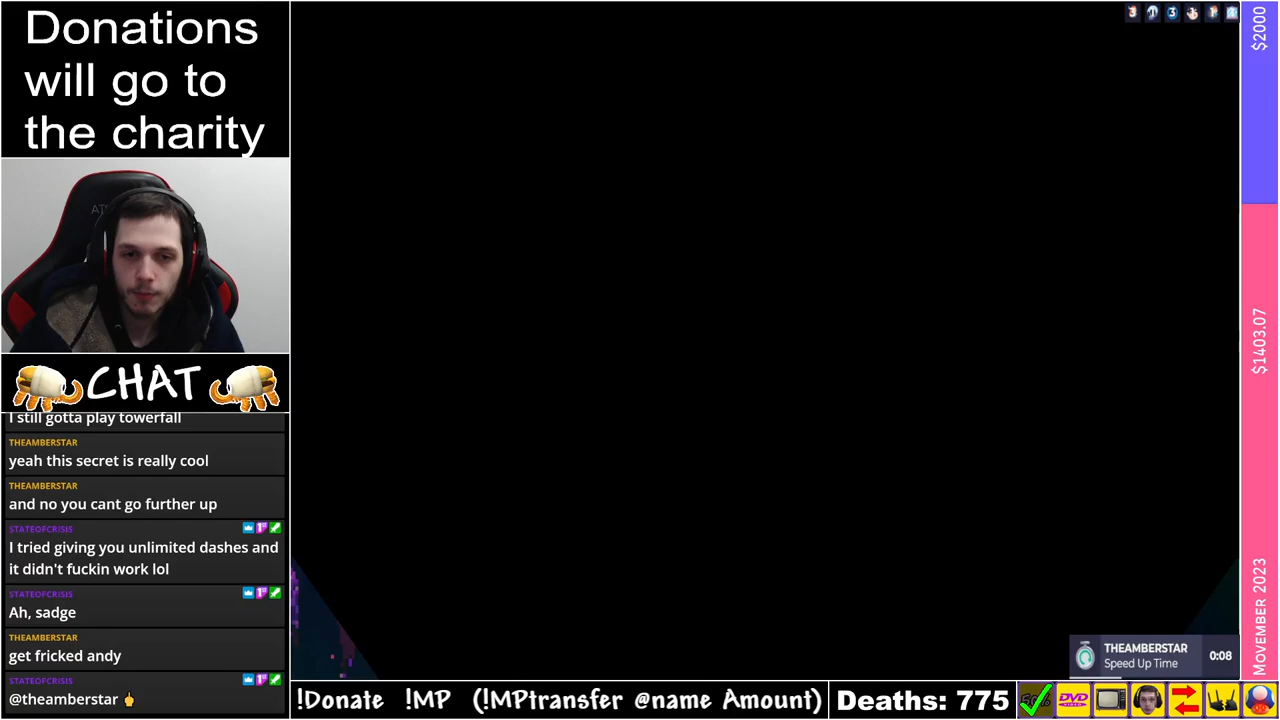 Donations
will go to
the charity
CHAT
I still gotta play towerfall
THEAMBERSTAR
yeah this secret is really cool
THEAMBERSTAR
and no you cant go further up
STATEOFCRISIS
I tried giving you unlimited dashes and
it didn't fuckin work lol
STATEOFCRISIS
Ah, sadge
THEAMBERSTAR
get fricked andy
STATEOFCRISIS
@theamberstar 🖕
THEAMBERSTAR
Speed Up Time
0:08
!Donate !MP (!MPtransfer @name Amount)
Deaths: 775
$2000
$1403.07
MOVEMBER 2023